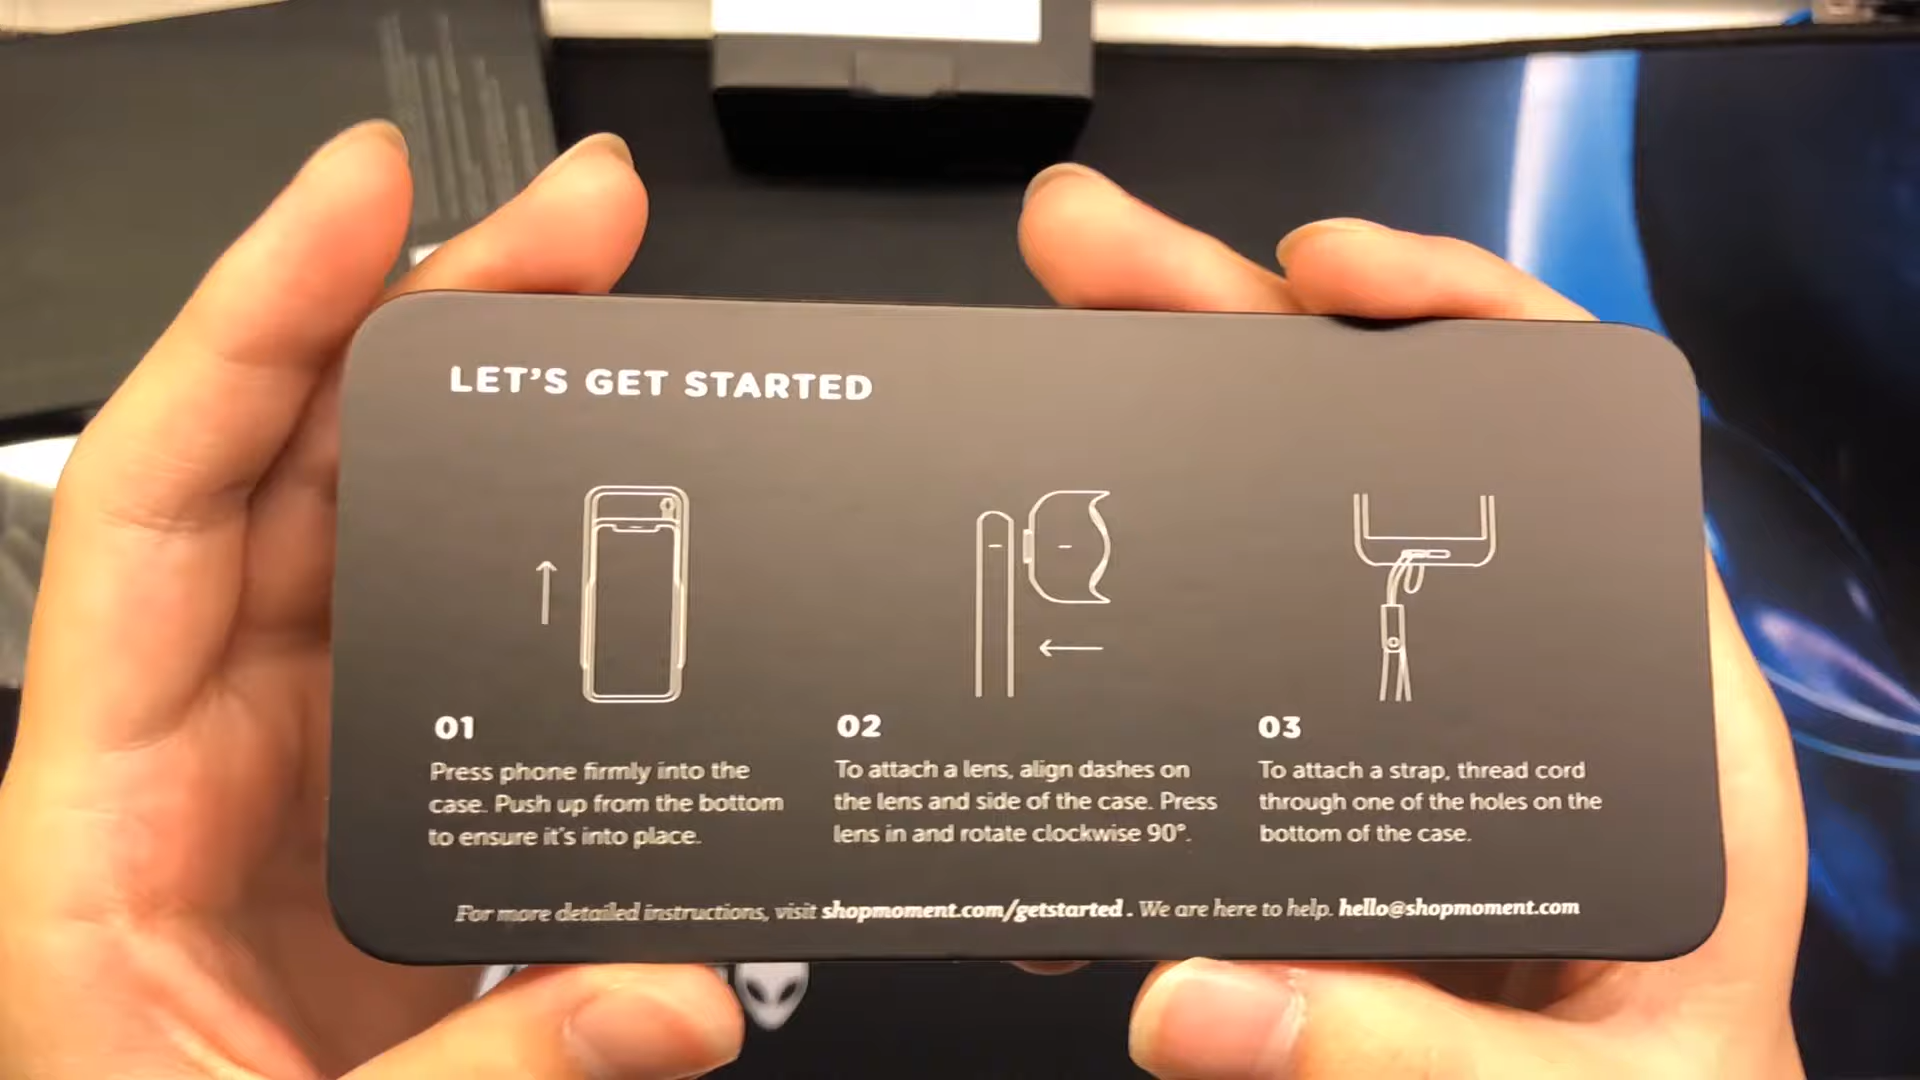 LET'S GET STARTED
01
Press phone firmly into the
case. Push up from the bottom
to ensure it's into place.
02
To attach a lens, align dashes on
the lens and side of the case. Press
lens in and rotate clockwise 90°.
03
To attach a strap, thread cord
through one of the holes on the
bottom of the case.
For more detailed instructions, visit shopmoment.com/getstarted. We are here to help. hello@shopmoment.com